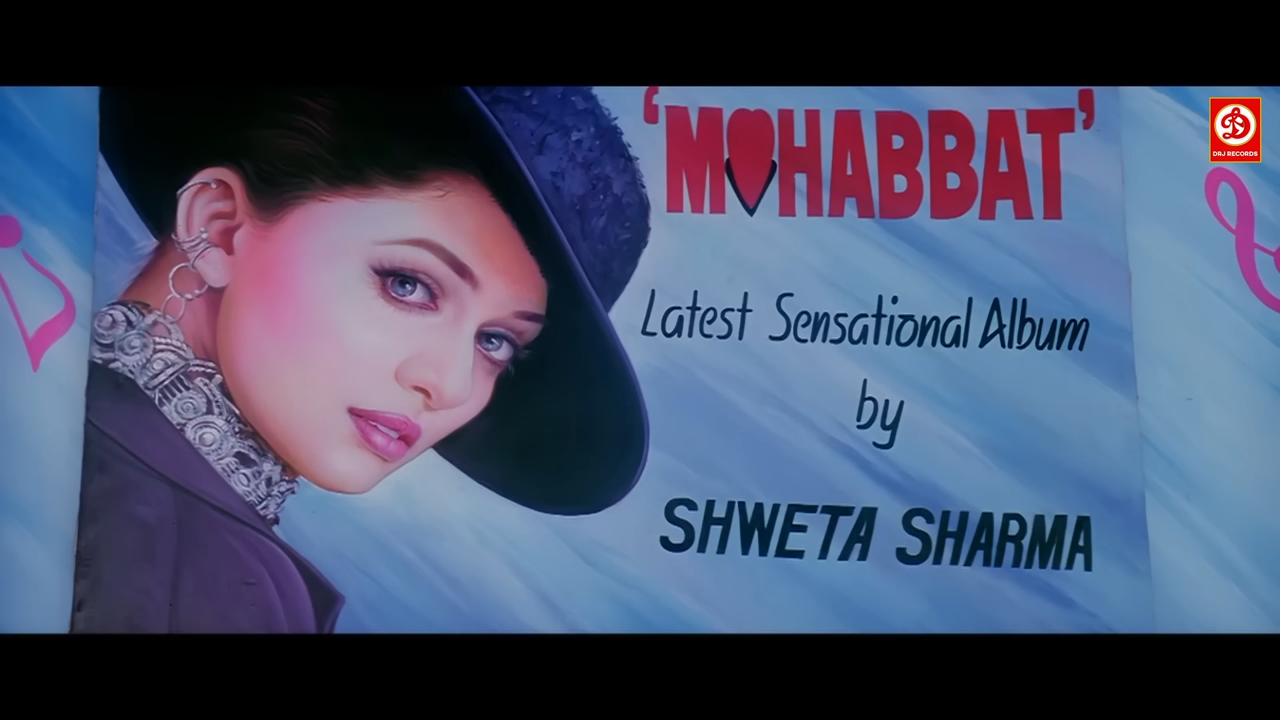 'MOHABBAT'
Latest Sensational Album
by
SHWETA SHARMA
DRJ RECORDS